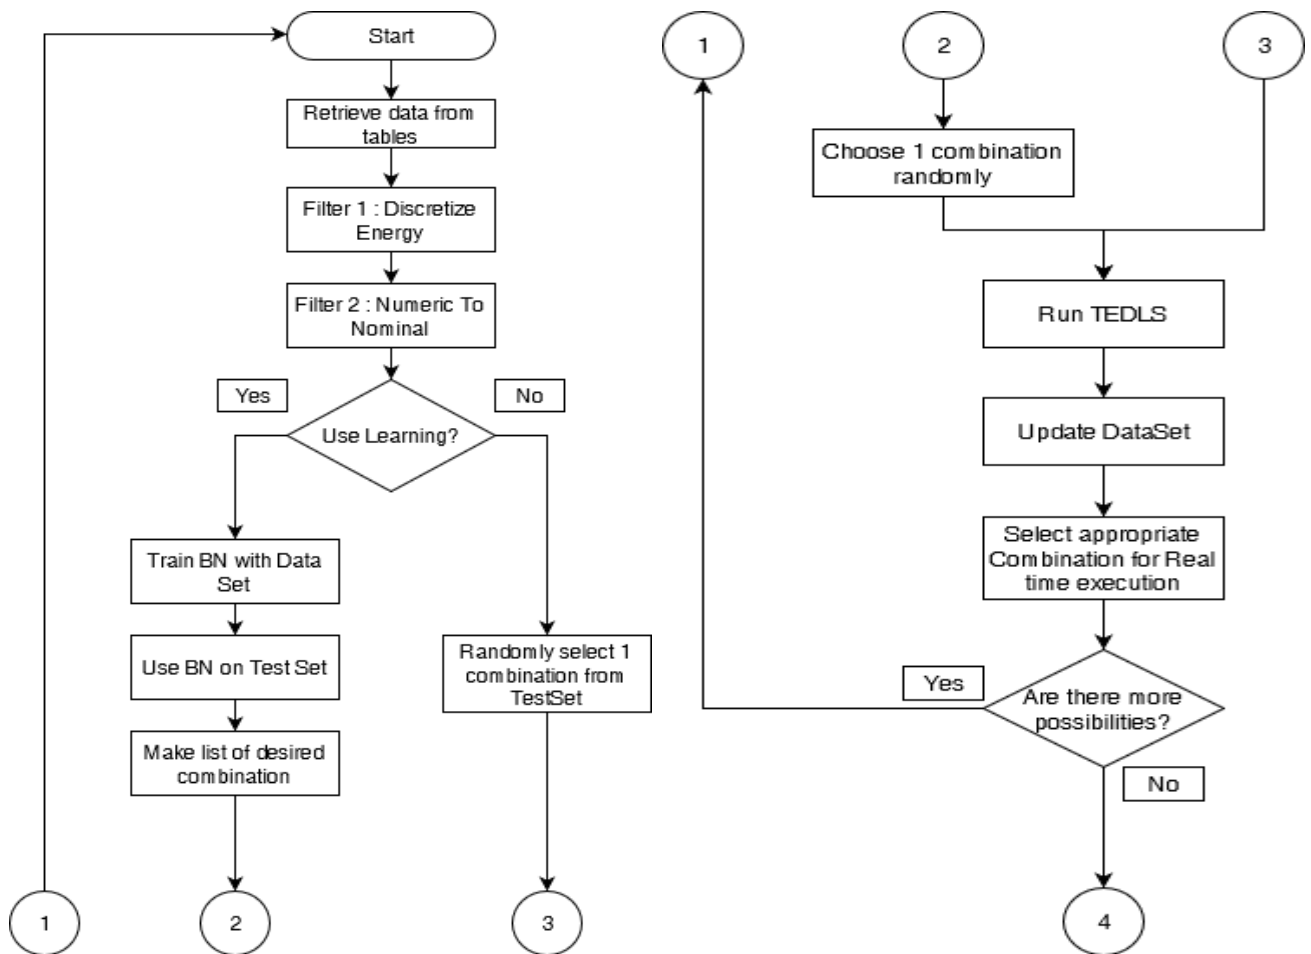 Start
Retrieve data from
tables
Filter 1 : Discretize
Energy
Filter 2 : Numeric To
Nominal
Yes
No
Use Learning?
Train BN with Data
Set
Use BN on Test Set
Make list of desired
combination
Randomly select 1
combination from
TestSet
1
2
3
1
2
3
Choose 1 combination
randomly
Run TEDLS
Update DataSet
Select appropriate
Combination for Real
time execution
Yes
Are there more
possibilities?
No
4